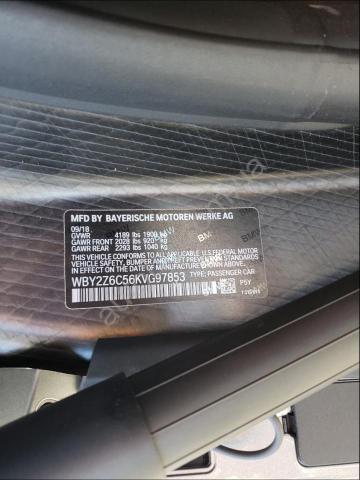 MFD BY BAYERISCHE MOTOREN WERKE AG
09/18
GVWR 4189 lbs 1900 kg
GAWR FRONT 2028 lbs 920 kg
GAWR REAR 2293 lbs 1040 kg
THIS VEHICLE CONFORMS TO ALL APPLICABLE FEDERAL MOTOR VEHICLE
SAFETY, BUMPER AND THEFT PREVENTION STANDARDS IN
EFFECT ON THE DATE OF MANUFACTURE SHOWN ABOVE.
WBY2Z6C56KVG97853 TYPE: PASSENGER CAR
P5Y